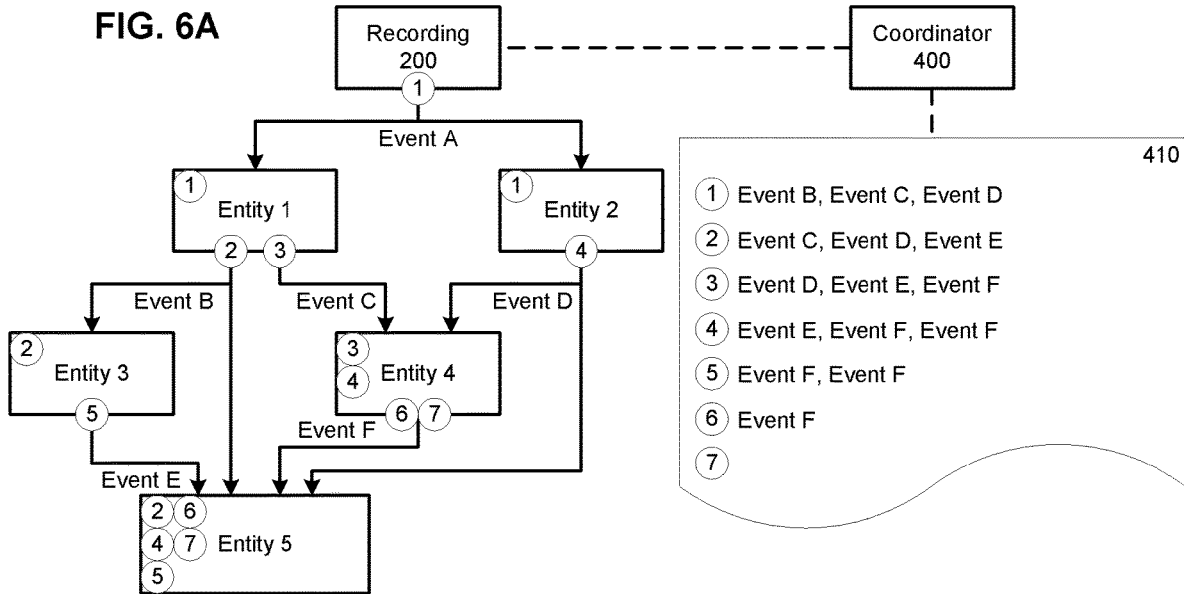 FIG. 6A
Recording
200
Coordinator
400
1
Event A
410
1
Entity 1
2
3
1
Entity 2
4
1 Event B, Event C, Event D
2 Event C, Event D, Event E
3 Event D, Event E, Event F
4 Event E, Event F, Event F
5 Event F, Event F
6 Event F
7
Event B
Event C
Event D
2
Entity 3
5
3
4
Entity 4
6
7
Event F
Event E
2 6
4 7
5
Entity 5